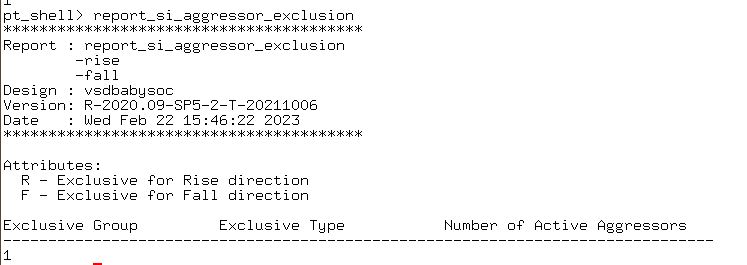 1
pt_shell> report_si_aggressor_exclusion
****************************************
Report : report_si_aggressor_exclusion
        -rise
        -fall
Design : vsdbabysoc
Version: R-2020.09-SP5-2-T-20211006
Date   : Wed Feb 22 15:46:22 2023
****************************************
Attributes:
  R - Exclusive for Rise direction
  F - Exclusive for Fall direction
Exclusive Group         Exclusive Type           Number of Active Aggressors
-------------------------------------------------------------------------------
1